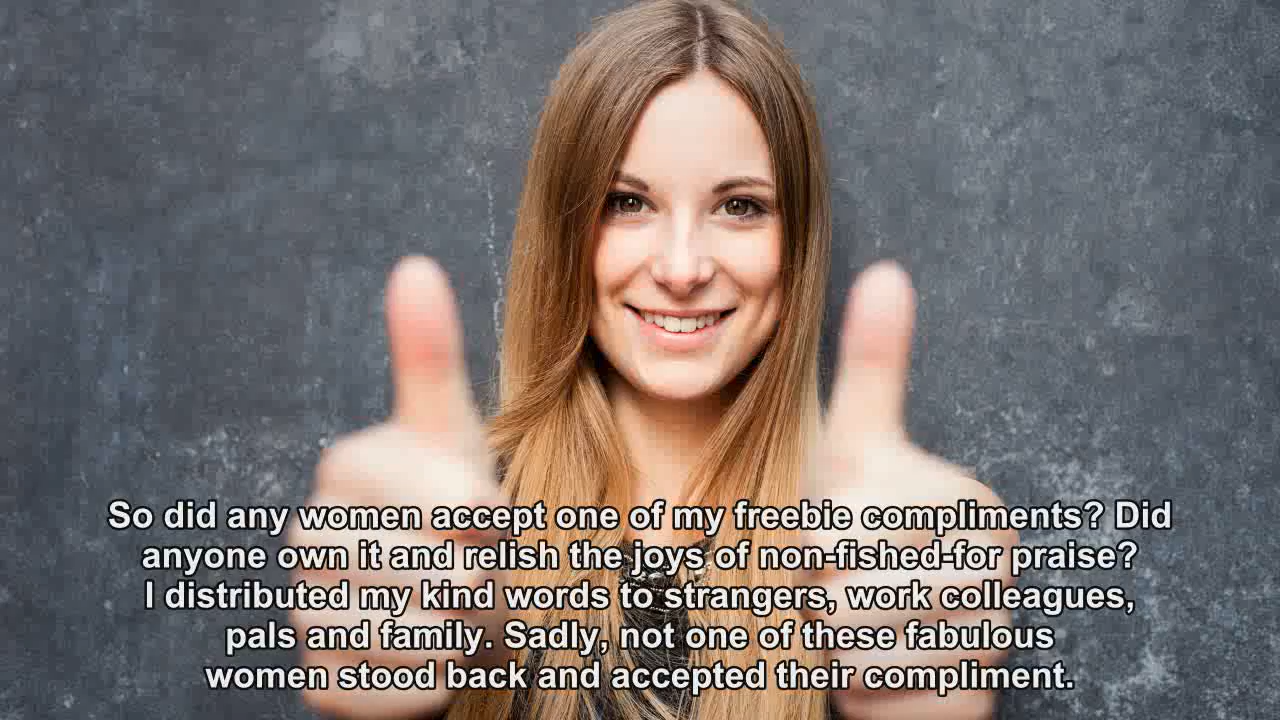 So did any women accept one of my freebie compliments? Did
anyone own it and relish the joys of non-fished-for praise?
I distributed my kind words to strangers, work colleagues,
pals and family. Sadly, not one of these fabulous
women stood back and accepted their compliment.